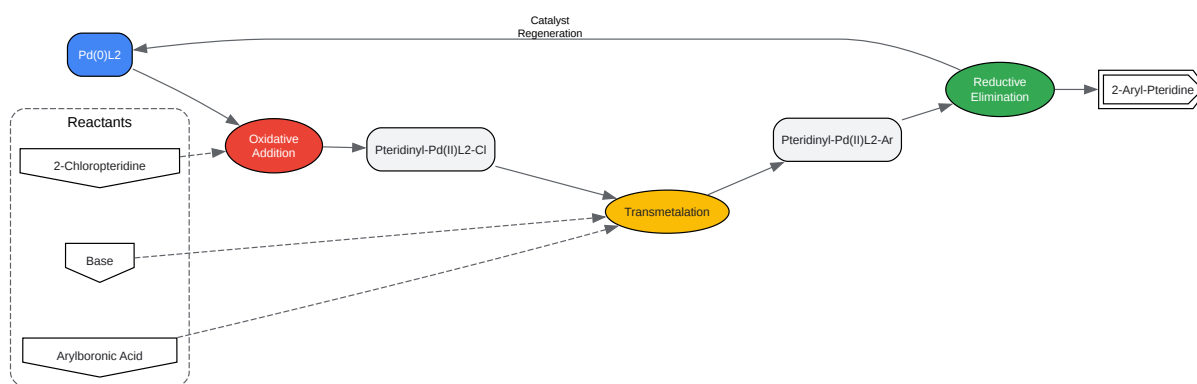 Catalyst
Regeneration
Pd(0)L2
Reductive
Elimination
2-Aryl-Pteridine
Reactants
Oxidative
Addition
Pteridinyl-Pd(II)L2-Cl
Pteridinyl-Pd(II)L2-Ar
2-Chloropteridine
Transmetalation
Base
Arylboronic Acid